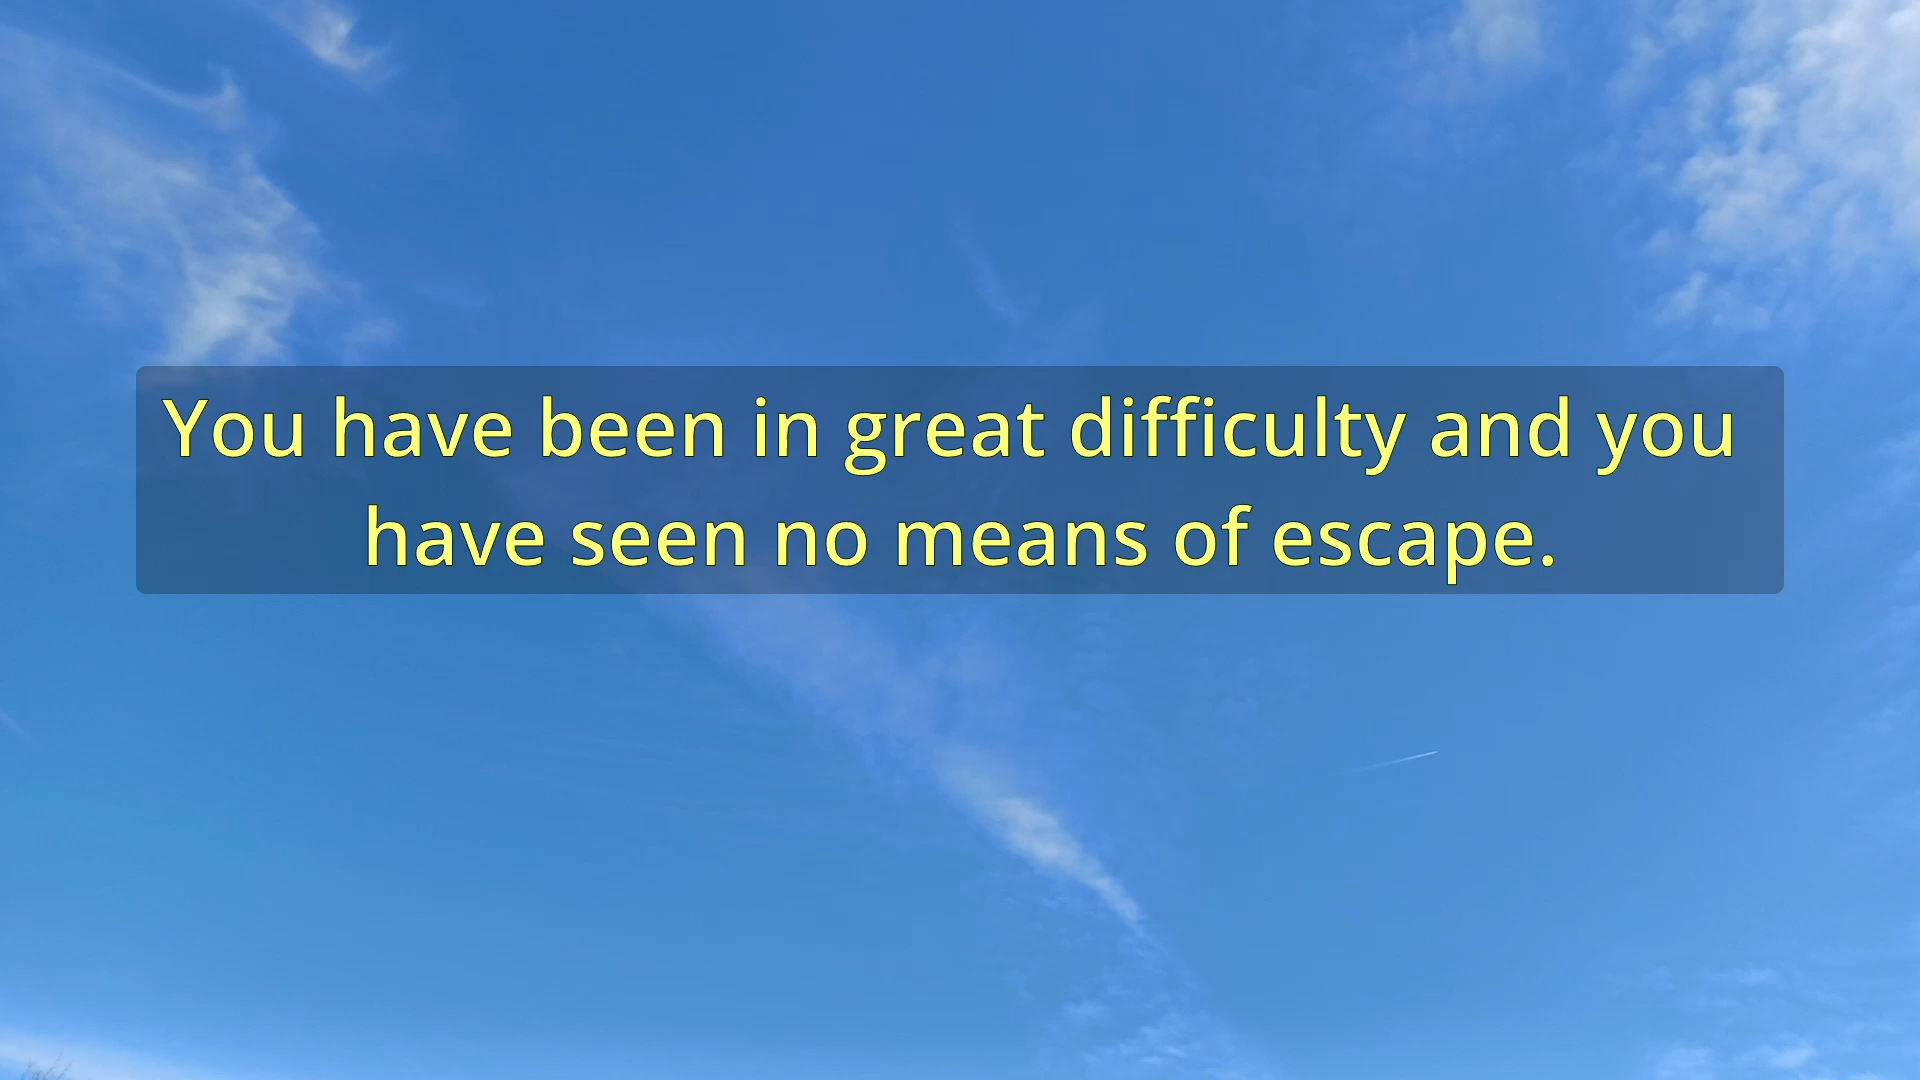 You have been in great difficulty and you
have seen no means of escape.